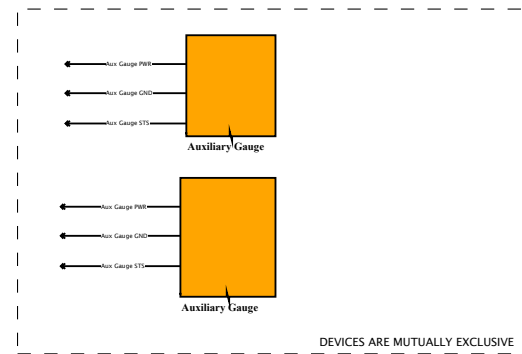 Aux Gauge PWR
Aux Gauge GND
Aux Gauge STS
Auxiliary Gauge
Aux Gauge PWR
Aux Gauge GND
Aux Gauge STS
Auxiliary Gauge
DEVICES ARE MUTUALLY EXCLUSIVE